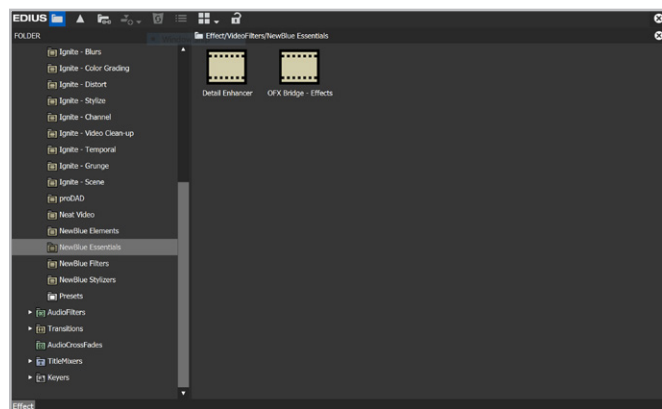 EDIUS
FOLDER
Effect/VideoFilters/NewBlue Essentials
Ignite - Blurs
Ignite - Color Grading
Ignite - Distort
Ignite - Stylize
Ignite - Channel
Ignite - Video Clean-up
Ignite - Temporal
Ignite - Grunge
Ignite - Scene
proDAD
Neat Video
NewBlue Elements
NewBlue Essentials
NewBlue Filters
NewBlue Stylizers
Presets
AudioFilters
Transitions
AudioCrossFades
TitleMixers
Keyers
Detail Enhancer
OFX Bridge - Effects
Effect